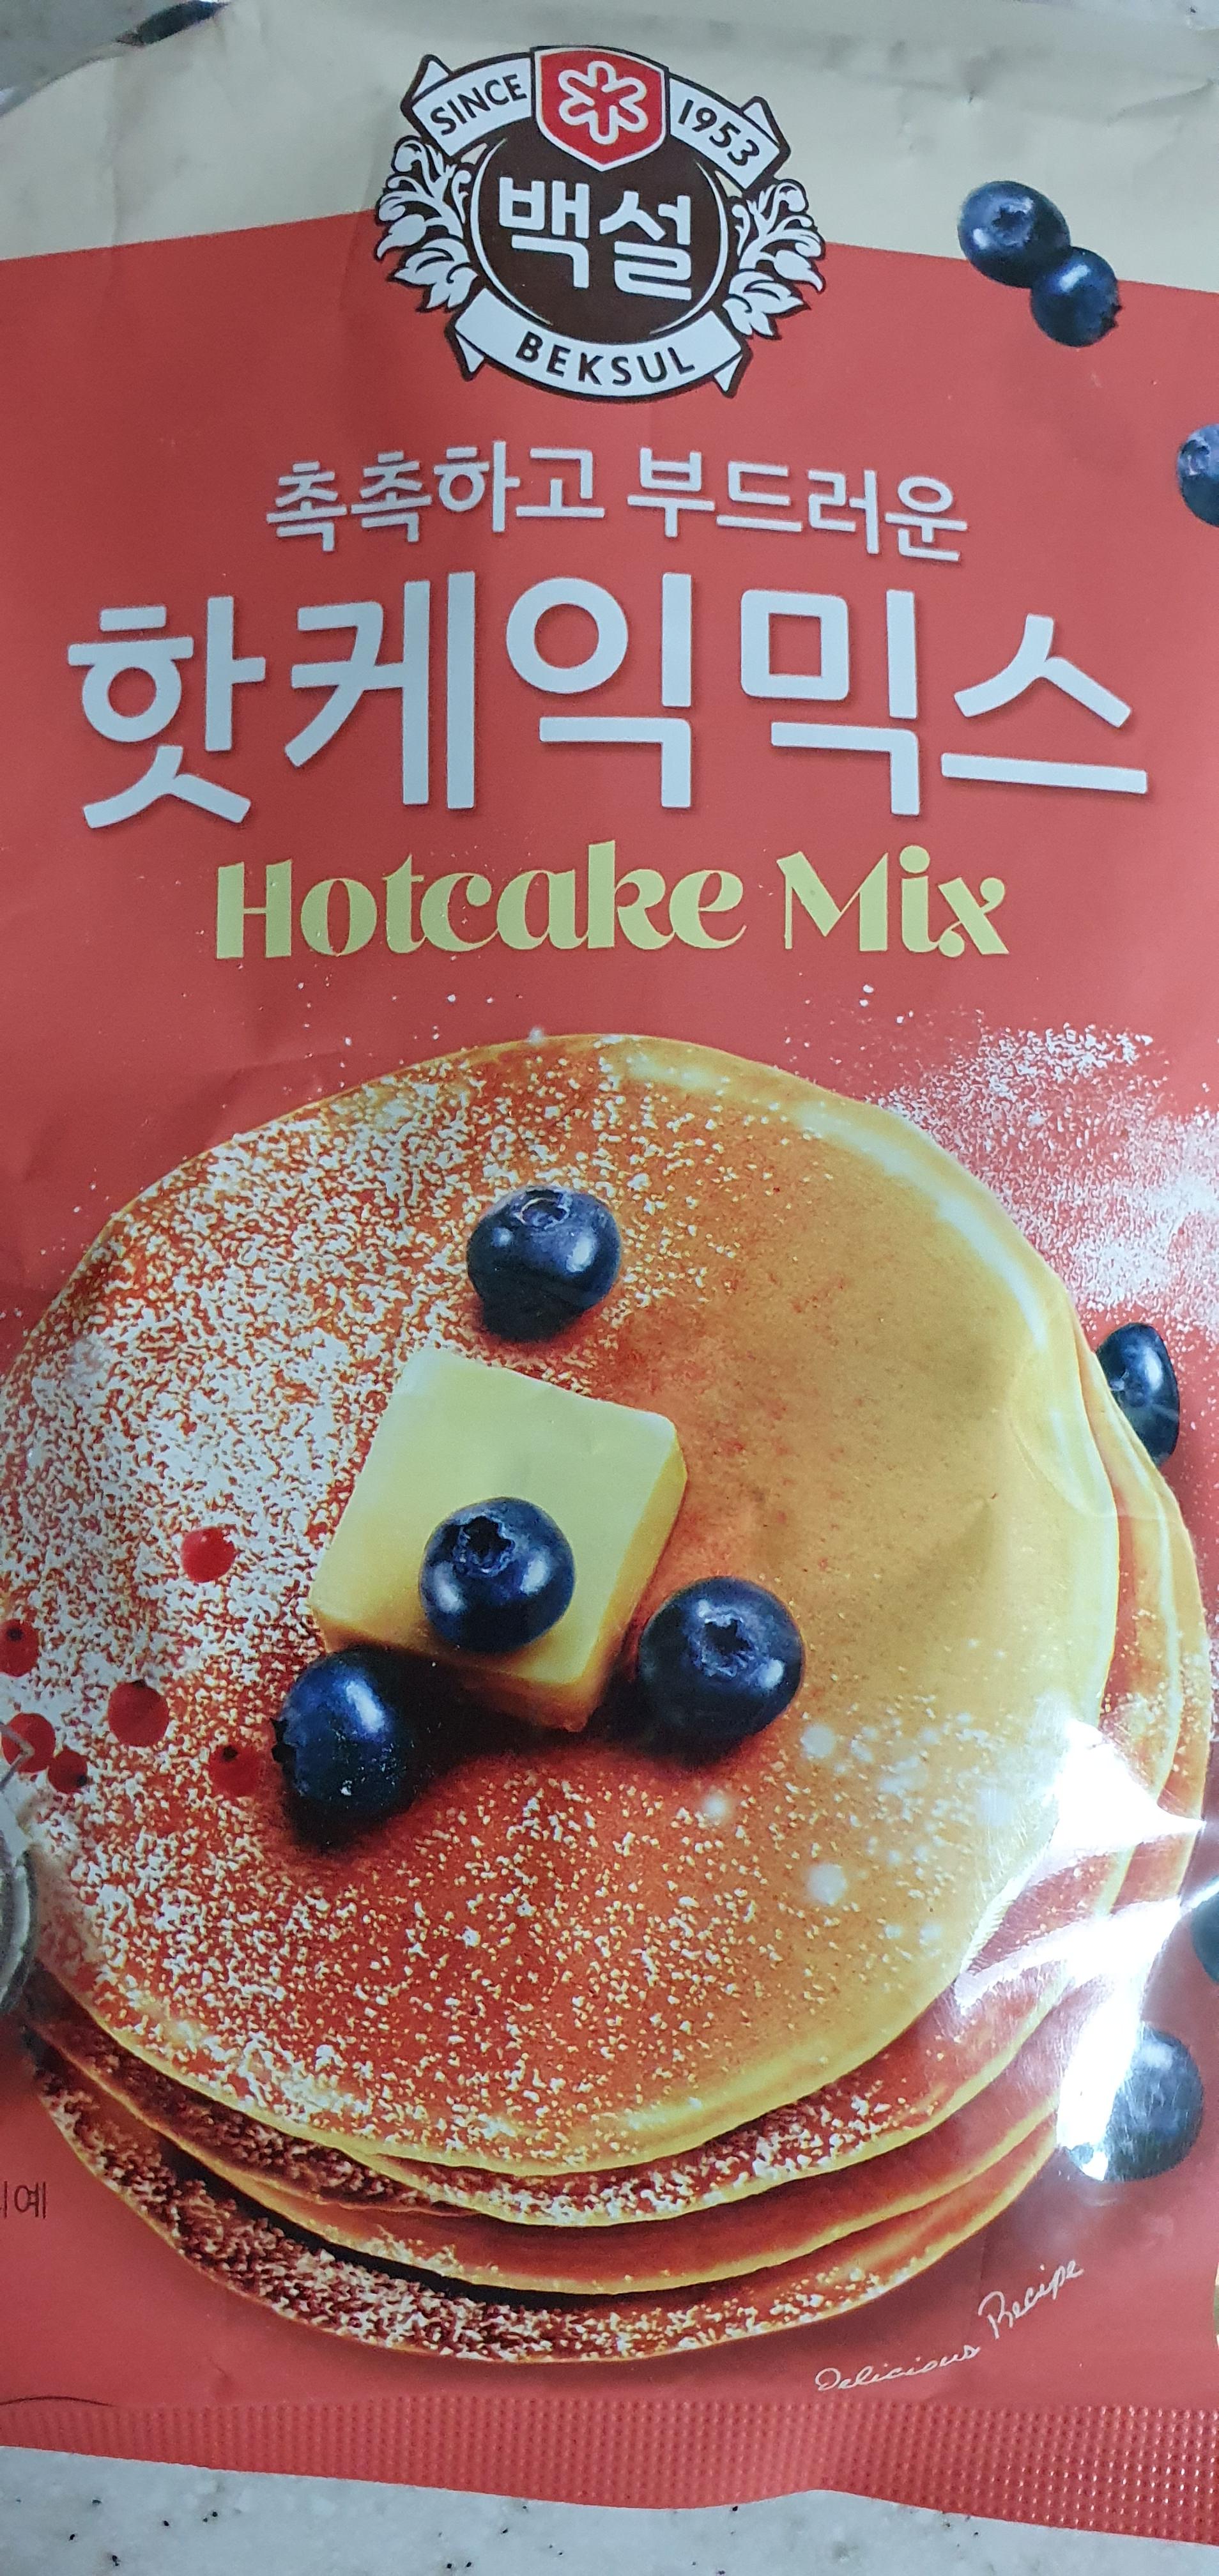 SINCE 1953
백설
BEKSUL
촉촉하고 부드러운
핫케익믹스
Hotcake Mix
예
Delicious Recipe